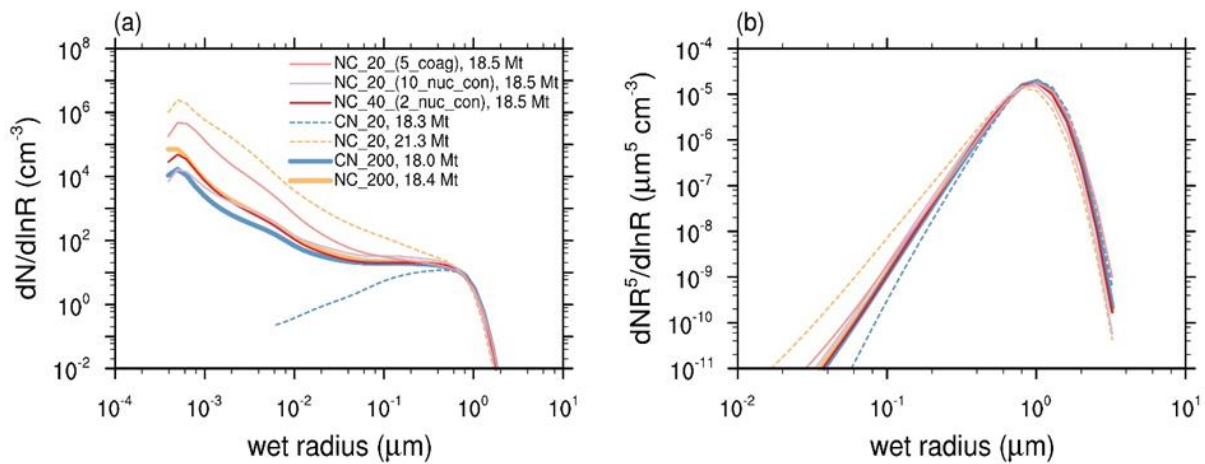 (a)
10^8
10^6
10^4
10^2
10^0
10^-2
dN/dlnR (cm^-3)
NC_20_(5_coag), 18.5 Mt
NC_20_(10_nuc_con), 18.5 Mt
NC_40_(2_nuc_con), 18.5 Mt
CN_20, 18.3 Mt
NC_20, 21.3 Mt
CN_200, 18.0 Mt
NC_200, 18.4 Mt
10^-4 10^-3 10^-2 10^-1 10^0 10^1
wet radius (μm)
(b)
10^-4
10^-5
10^-6
10^-7
10^-8
10^-9
10^-10
10^-11
dNR^5/dlnR (μm^5 cm^-3)
10^-2 10^-1 10^0 10^1
wet radius (μm)